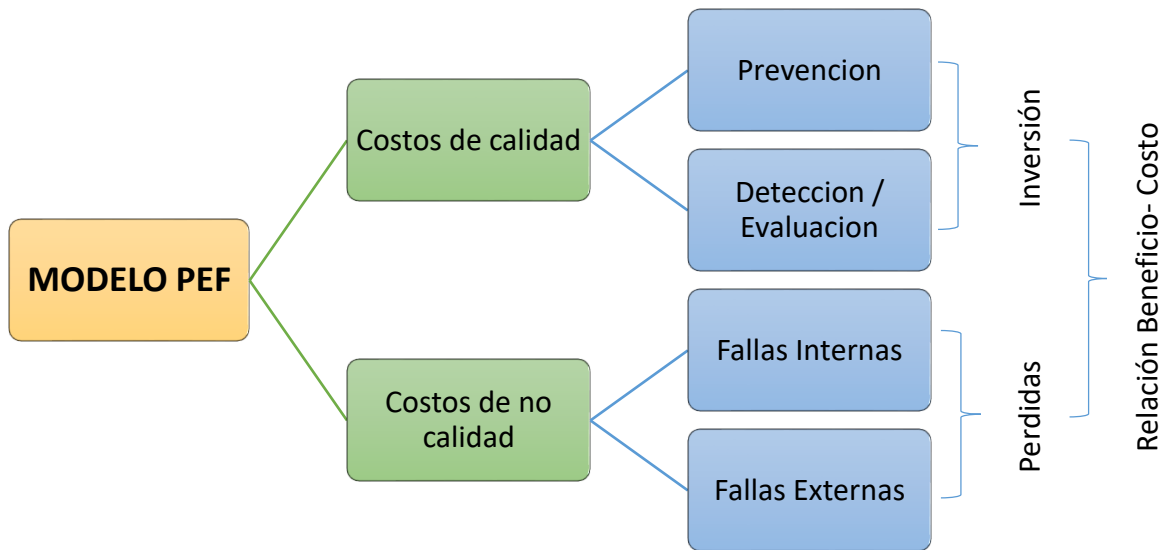 MODELO PEF
Costos de calidad
Costos de no
calidad
Prevencion
Deteccion /
Evaluacion
Fallas Internas
Fallas Externas
Inversión
Perdidas
Relación Beneficio- Costo